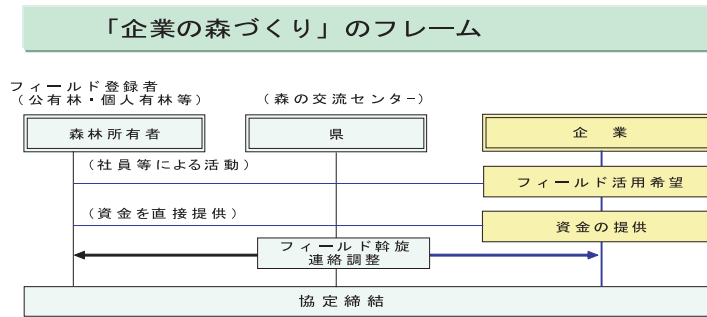 「企業の森づくり」のフレーム
フィールド登録者
（公有林・個人有林等）
（森の交流センター）
森林所有者
県
企　業
（社員等による活動）
フィールド活用希望
（資金を直接提供）
資金の提供
フィールド斡旋
連絡調整
協定締結